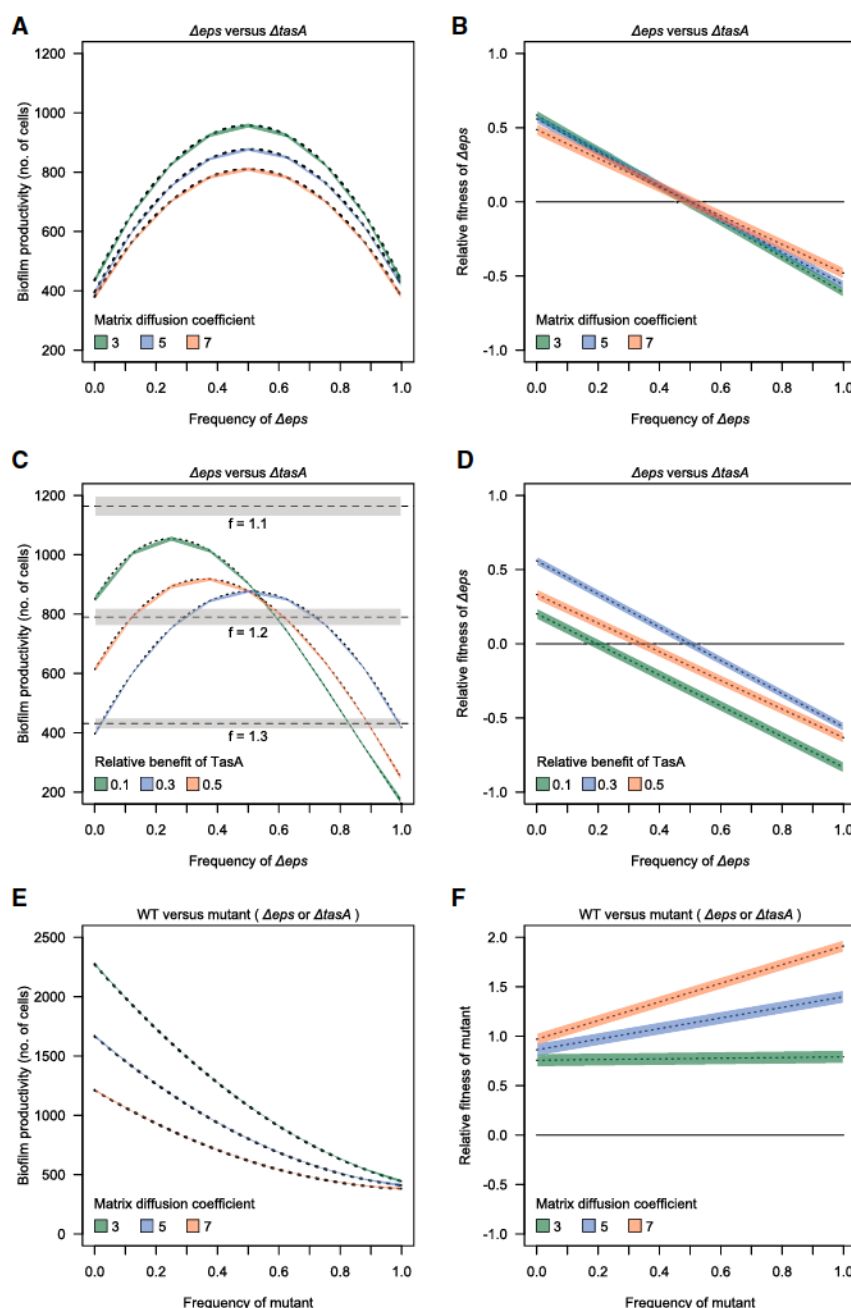 A
Δeps versus ΔtasA
1200
1000
800
600
400
200
Biofilm productivity (no. of cells)
Matrix diffusion coefficient
3 5 7
0.0 0.2 0.4 0.6 0.8 1.0
Frequency of Δeps
B
Δeps versus ΔtasA
1.0
0.5
0.0
-0.5
-1.0
Relative fitness of Δeps
Matrix diffusion coefficient
3 5 7
0.0 0.2 0.4 0.6 0.8 1.0
Frequency of Δeps
C
Δeps versus ΔtasA
1200
1000
800
600
400
200
Biofilm productivity (no. of cells)
f = 1.1
f = 1.2
f = 1.3
Relative benefit of TasA
0.1 0.3 0.5
0.0 0.2 0.4 0.6 0.8 1.0
Frequency of Δeps
D
Δeps versus ΔtasA
1.0
0.5
0.0
-0.5
-1.0
Relative fitness of Δeps
Relative benefit of TasA
0.1 0.3 0.5
0.0 0.2 0.4 0.6 0.8 1.0
Frequency of Δeps
E
WT versus mutant ( Δeps or ΔtasA )
2500
2000
1500
1000
500
0
Biofilm productivity (no. of cells)
Matrix diffusion coefficient
3 5 7
0.0 0.2 0.4 0.6 0.8 1.0
Frequency of mutant
F
WT versus mutant ( Δeps or ΔtasA )
2.0
1.5
1.0
0.5
0.0
-0.5
-1.0
Relative fitness of mutant
Matrix diffusion coefficient
3 5 7
0.0 0.2 0.4 0.6 0.8 1.0
Frequency of mutant